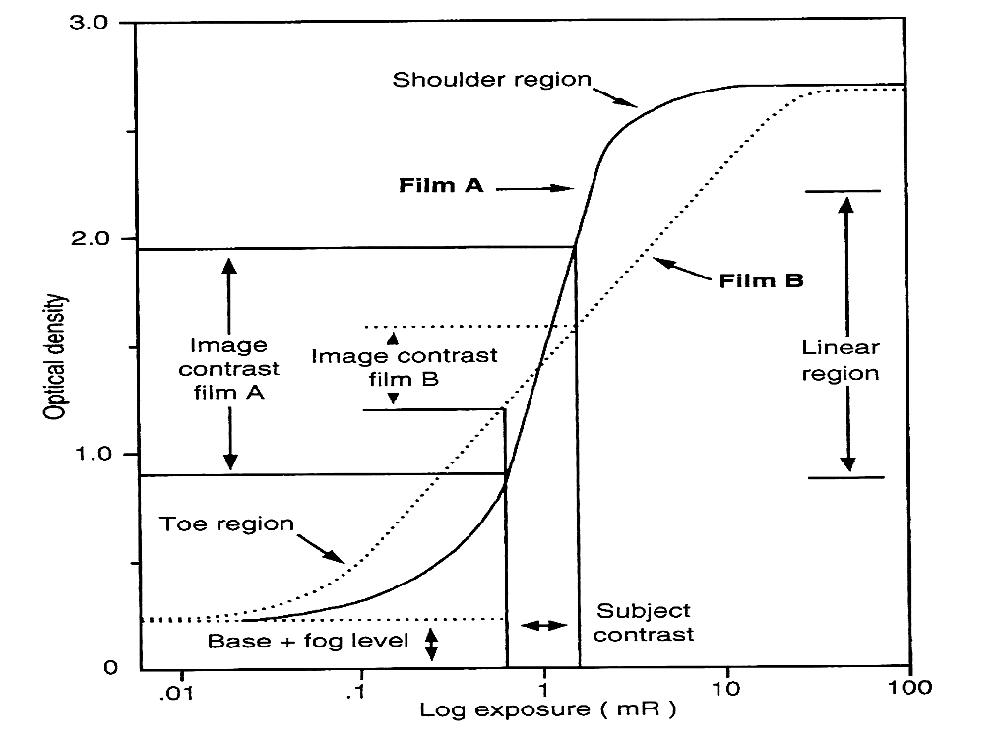 3.0
Shoulder region
Film A
2.0
Film B
Optical density
Image
contrast
film A
Image contrast
film B
Linear
region
1.0
Toe region
Subject
contrast
Base + fog level
0
.01
.1
1
10
100
Log exposure ( mR )